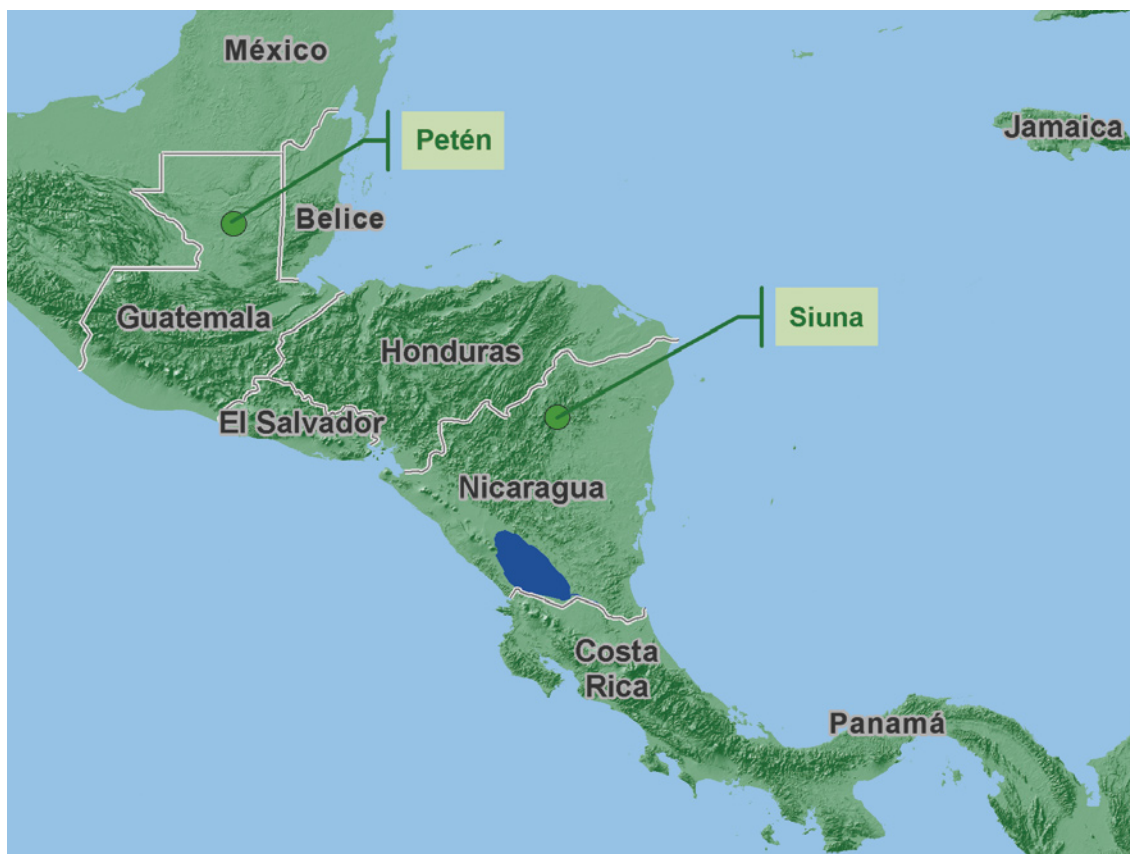 México
Petén
Jamaica
Belice
Guatemala
Siuna
Honduras
El Salvador
Nicaragua
Costa
Rica
Panamá